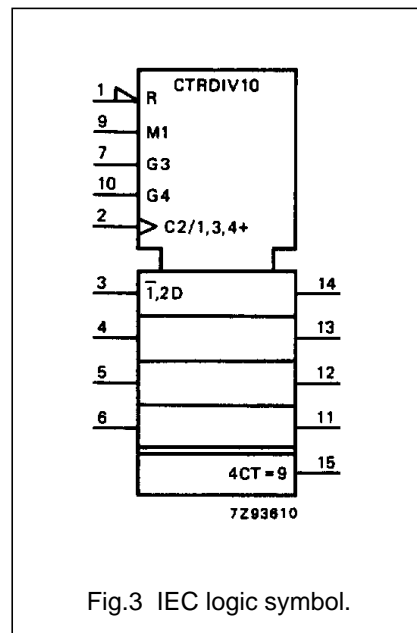 CTRDIV10
1 R
9 M1
7 G3
10 G4
2 C2/1,3,4+
3 1̅,2D 14
4 13
5 12
6 11
4CT=9 15
7Z93610
Fig.3 IEC logic symbol.